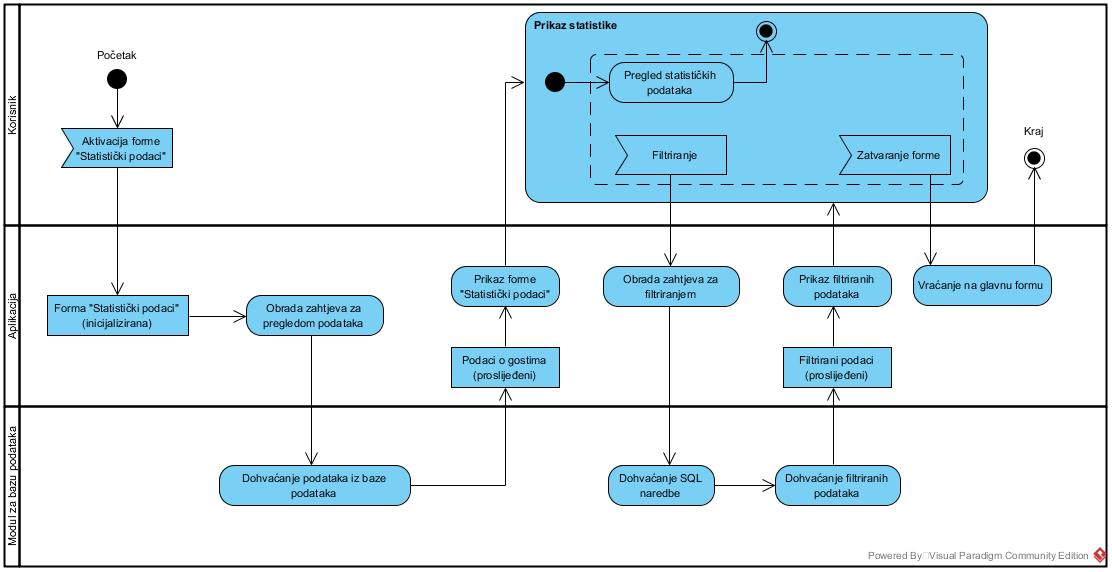 Korisnik
Početak
Aktivacija forme
"Statistički podaci"
Prikaz statistike
Pregled statističkih
podataka
Filtriranje
Zatvaranje forme
Kraj
Aplikacija
Forma "Statistički podaci"
(inicijalizirana)
Obrada zahtjeva za
pregledom podataka
Prikaz forme
"Statistički podaci"
Podaci o gostima
(proslijeđeni)
Obrada zahtjeva za
filtriranjem
Prikaz filtriranih
podataka
Filtrirani podaci
(proslijeđeni)
Vraćanje na glavnu formu
Modul za bazu podataka
Dohvaćanje podataka iz baze
podataka
Dohvaćanje SQL
naredbe
Dohvaćanje filtriranih
podataka
Powered By Visual Paradigm Community Edition